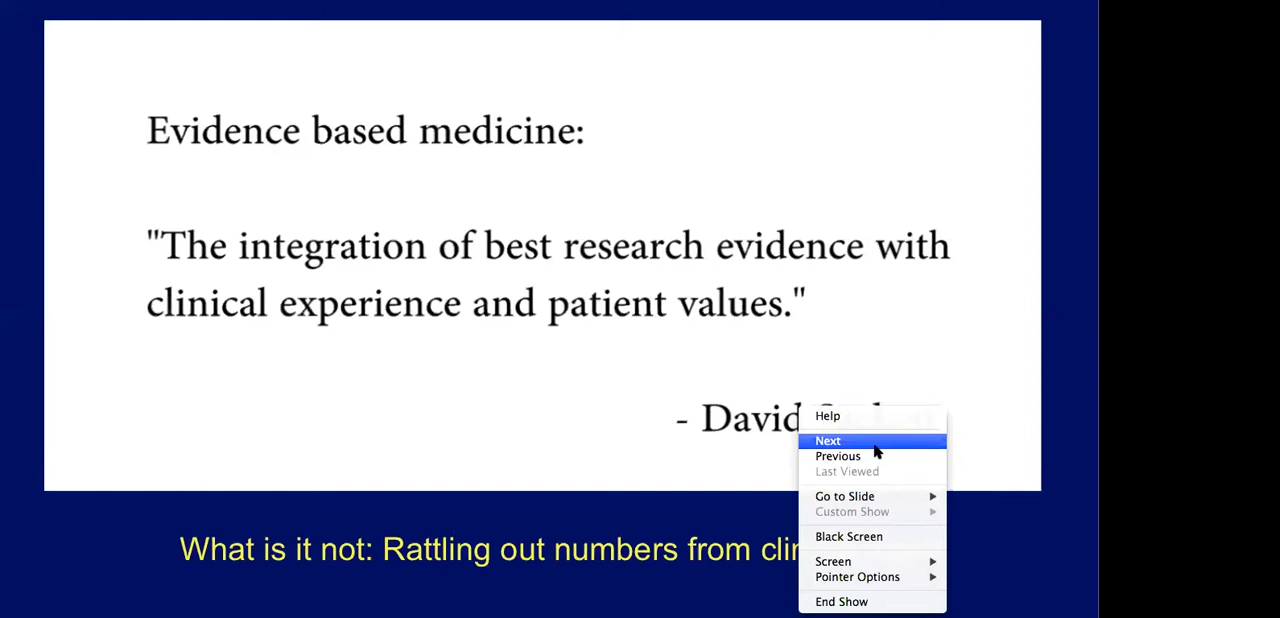 Evidence based medicine:
"The integration of best research evidence with
clinical experience and patient values."
- David
What is it not: Rattling out numbers from
Help
Next
Previous
Last Viewed
Go to Slide
Custom Show
Black Screen
Screen
Pointer Options
End Show